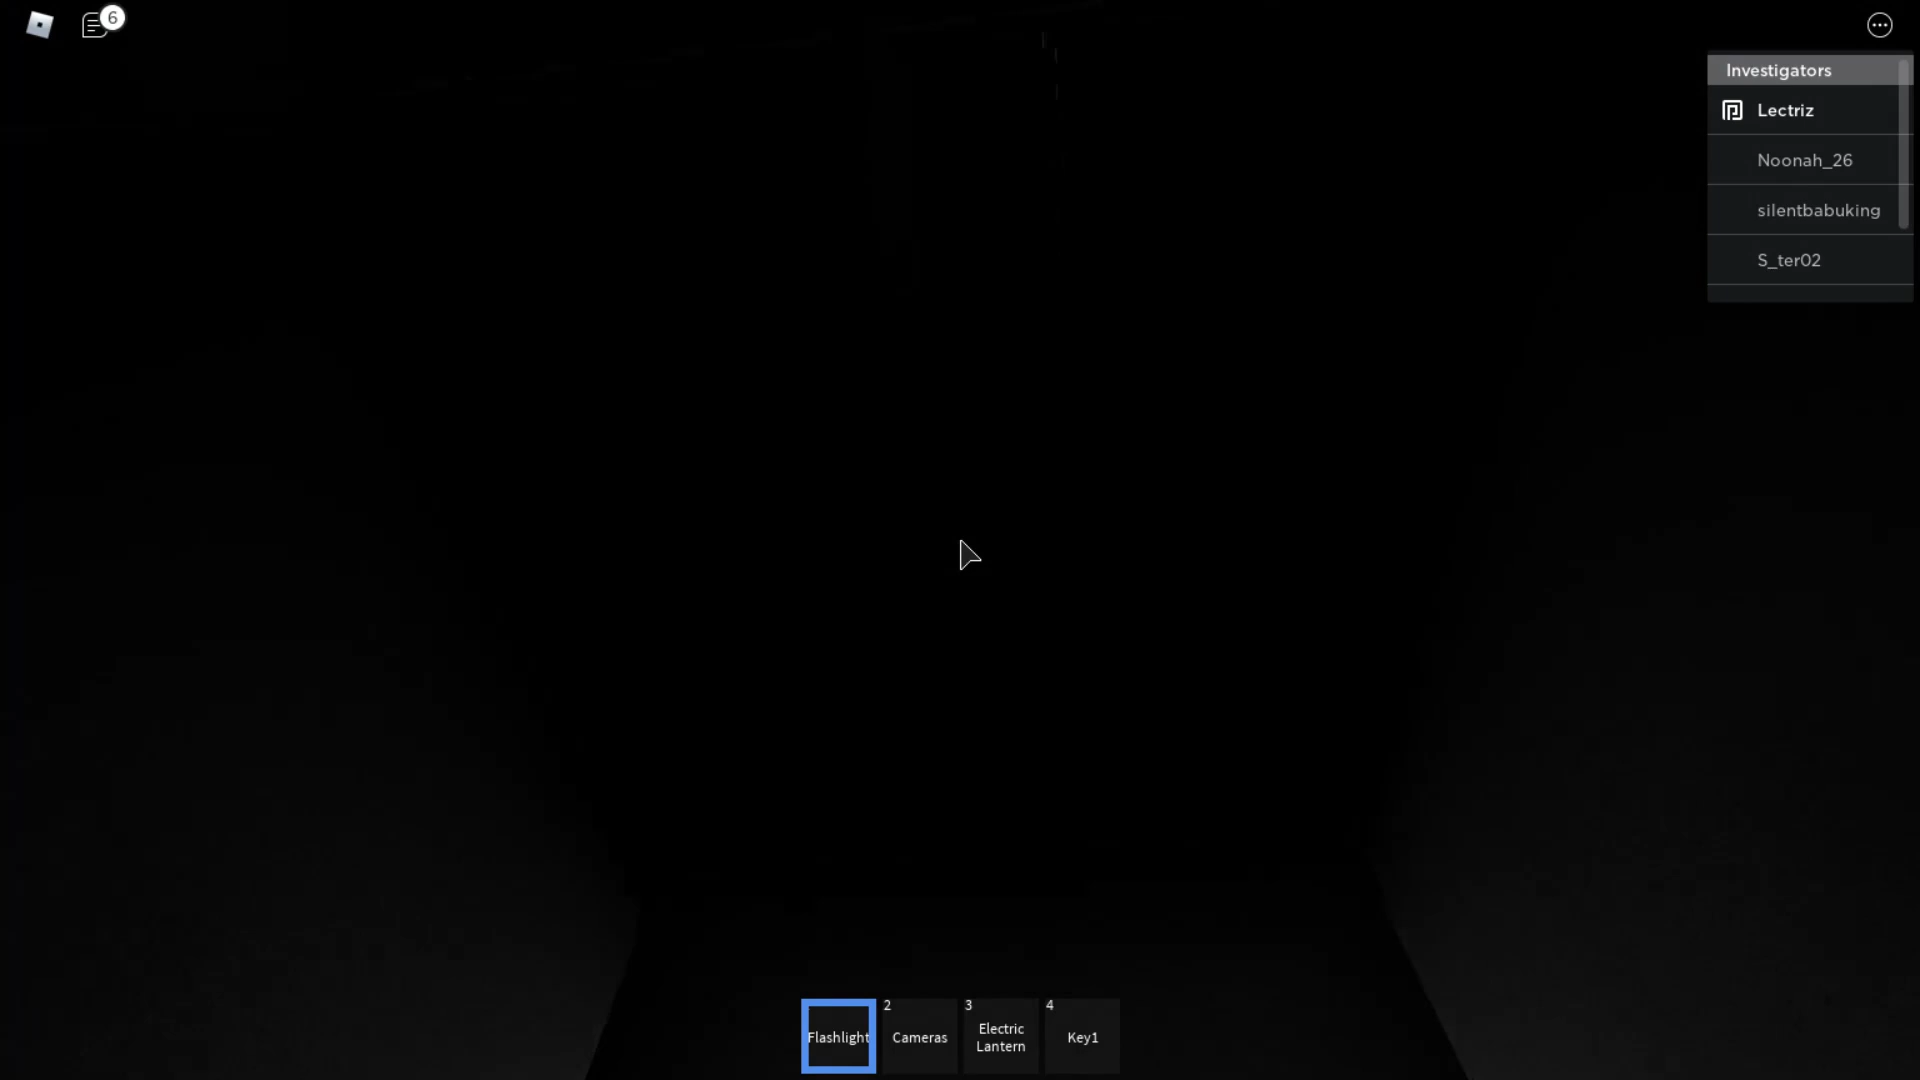 6
Investigators
Lectriz
Noonah_26
silentbabuking
S_ter02
Flashlight
2
Cameras
3
Electric
Lantern
4
Key1